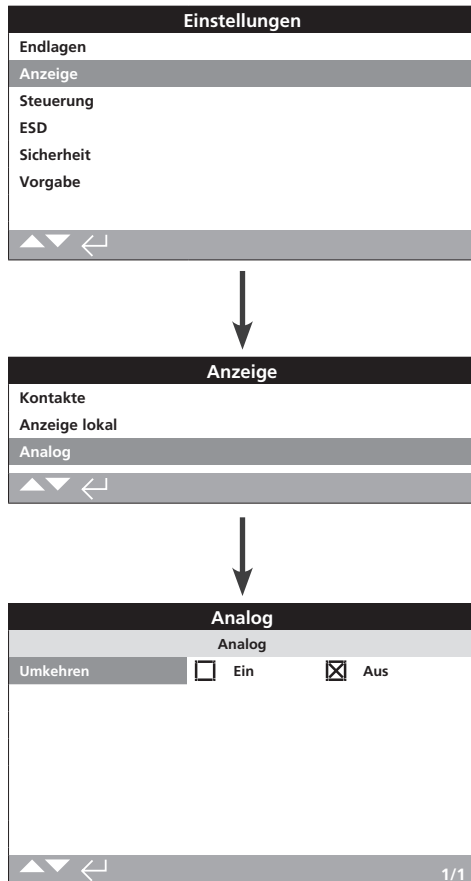 Einstellungen
Endlagen
Anzeige
Steuerung
ESD
Sicherheit
Vorgabe
Anzeige
Kontakte
Anzeige lokal
Analog
Analog
Analog
Umkehren Ein Aus
1/1